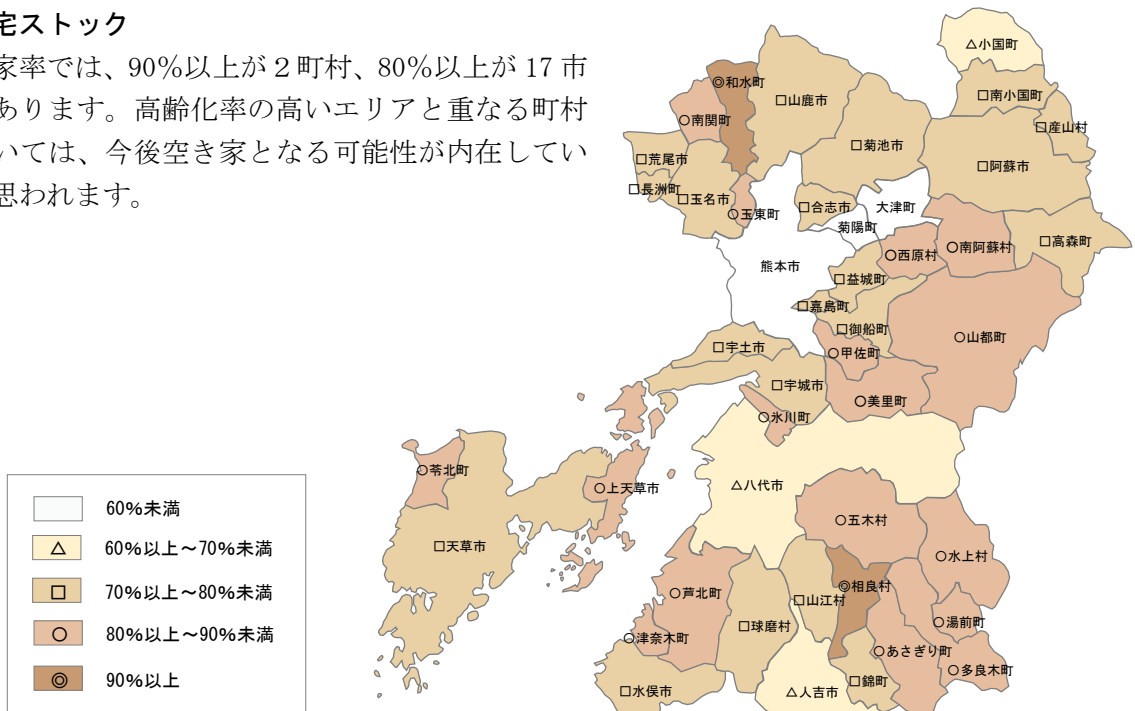 宅ストック
家率では、90%以上が２町村、80%以上が 17 市
あります。高齢化率の高いエリアと重なる町村
いては、今後空き家となる可能性が内在してい
思われます。
△小国町
◎和水町
□山鹿市
□南小国町
○南関町
□産山村
□菊池市
□荒尾市
□阿蘇市
□長洲町
□玉名市
○玉東町
□合志市
大津町
菊陽町
○西原村
○南阿蘇村
□高森町
熊本市
□益城町
□嘉島町
□御船町
○山都町
□宇土市
○甲佐町
□宇城市
○美里町
○氷川町
○苓北町
○上天草市
△八代市
○五木村
□天草市
○水上村
○芦北町
◎相良村
□山江村
○湯前町
○津奈木町
□球磨村
○あさぎり町
○多良木町
□水俣市
△人吉市
□錦町
60%未満
△ 60%以上～70%未満
□ 70%以上～80%未満
○ 80%以上～90%未満
◎ 90%以上